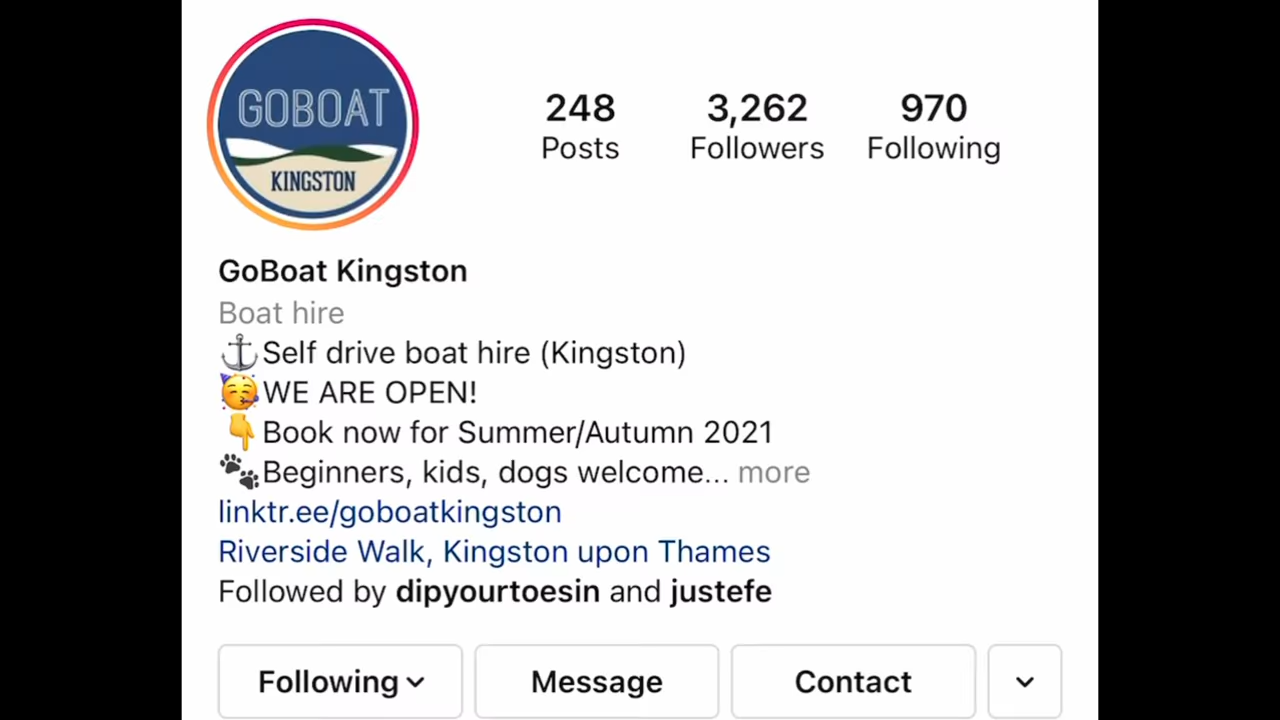 GOBOAT
KINGSTON
248 3,262 970
Posts Followers Following
GoBoat Kingston
Boat hire
⚓Self drive boat hire (Kingston)
🥳WE ARE OPEN!
👇Book now for Summer/Autumn 2021
🐾Beginners, kids, dogs welcome... more
linktr.ee/goboatkingston
Riverside Walk, Kingston upon Thames
Followed by dipyourtoesin and justefe
Following Message Contact